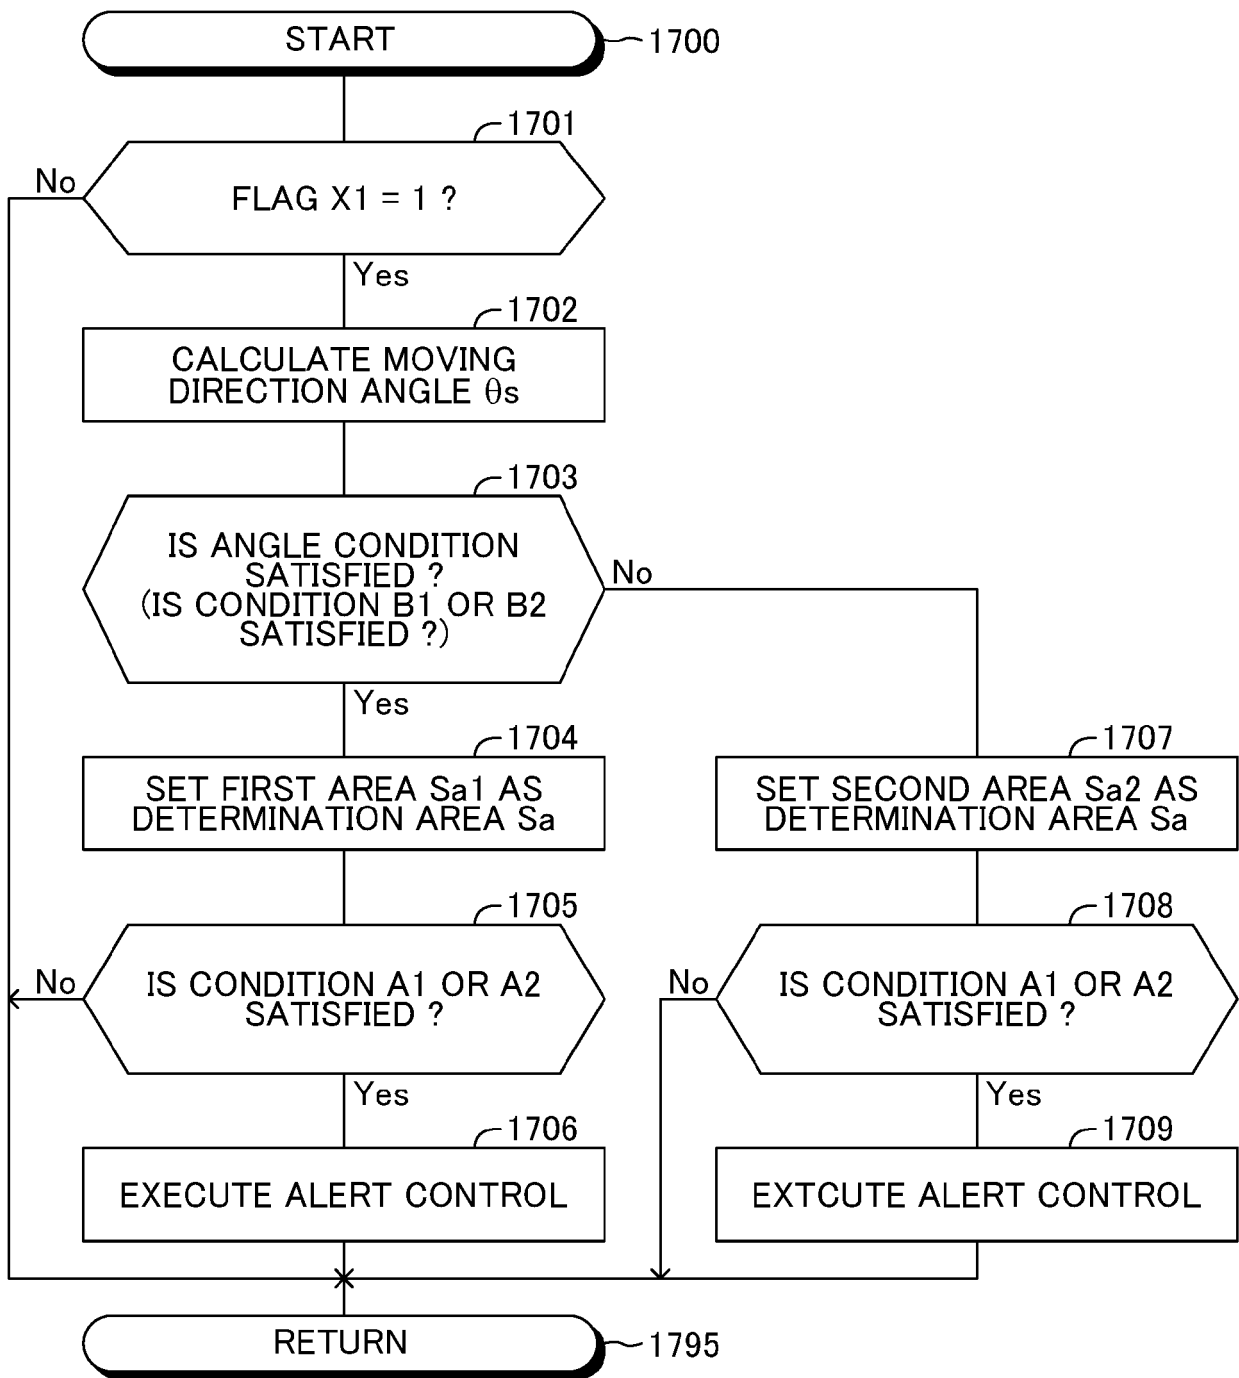 START
1700
1701
No
FLAG X1 = 1 ?
Yes
1702
CALCULATE MOVING
DIRECTION ANGLE θs
1703
IS ANGLE CONDITION
SATISFIED ?
(IS CONDITION B1 OR B2
SATISFIED ?)
No
Yes
1704
SET FIRST AREA Sa1 AS
DETERMINATION AREA Sa
1707
SET SECOND AREA Sa2 AS
DETERMINATION AREA Sa
1705
No
IS CONDITION A1 OR A2
SATISFIED ?
Yes
1708
No
IS CONDITION A1 OR A2
SATISFIED ?
Yes
1706
EXECUTE ALERT CONTROL
1709
EXTCUTE ALERT CONTROL
RETURN
1795